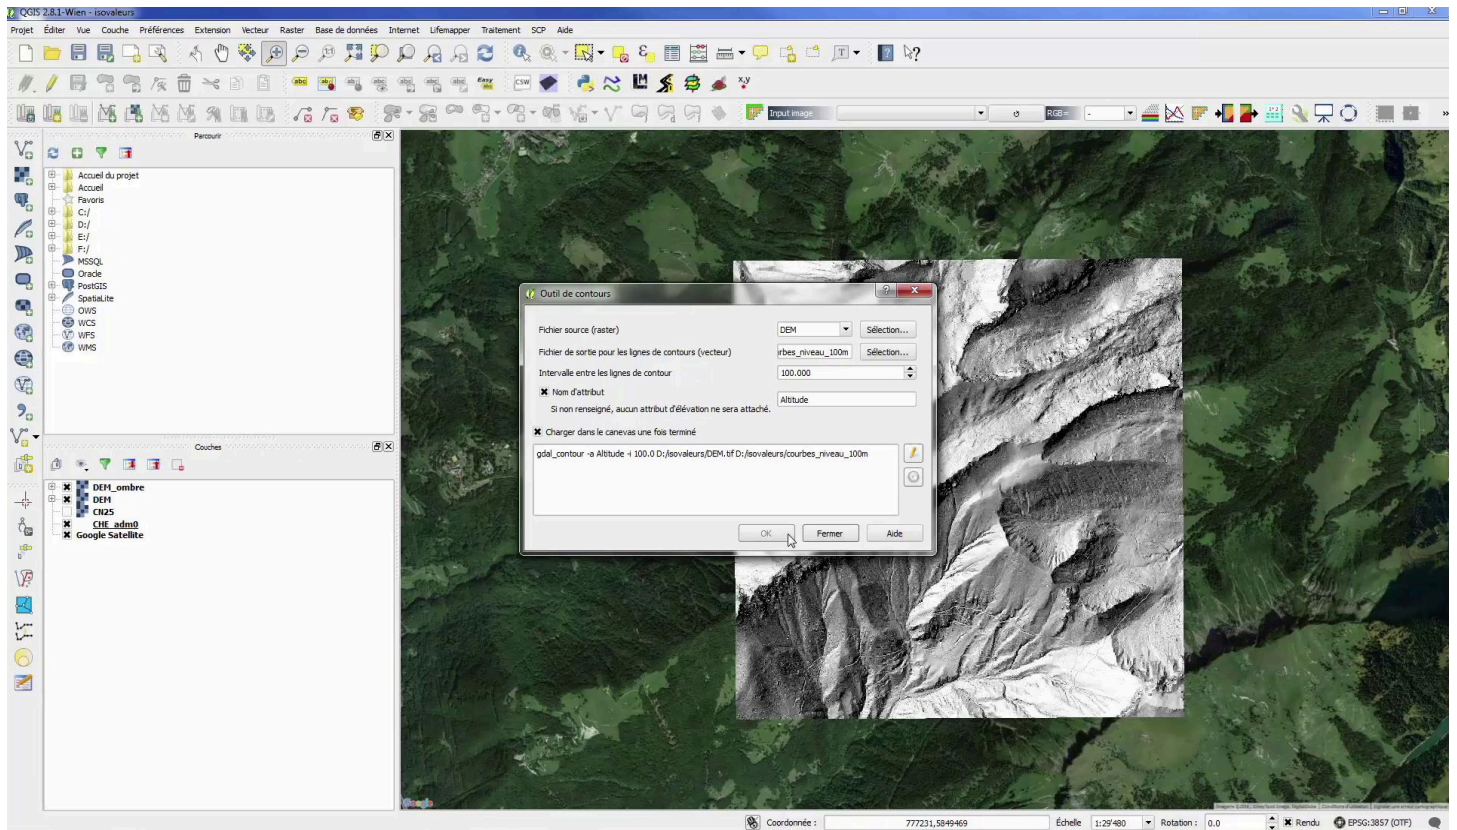 QGIS 2.8.1-Wien - isovaleurs
Projet Éditer Vue Couche Préférences Extension Vecteur Raster Base de données Internet Lifemapper Traitement SCP Aide
Input image
RGB=
-
Parcourir
Accueil du projet
Accueil
Favoris
C:/
D:/
E:/
F:/
MSSQL
Oracle
PostGIS
SpatiaLite
OWS
WCS
WFS
WMS
Couches
DEM_ombre
DEM
CN25
CHE_adm0
Google Satellite
Outil de contours
Fichier source (raster) DEM Sélection...
Fichier de sortie pour les lignes de contours (vecteur) rbes_niveau_100m Sélection...
Intervalle entre les lignes de contour 100.000
Nom d'attribut Altitude
Si non renseigné, aucun attribut d'élévation ne sera attaché.
Charger dans le canevas une fois terminé
gdal_contour -a Altitude -i 100.0 D:/isovaleurs/DEM.tif D:/isovaleurs/courbes_niveau_100m
OK Fermer Aide
Google
Coordonnée : 777231,5849469 Échelle 1:29'480 Rotation : 0.0 Rendu EPSG:3857 (OTF)